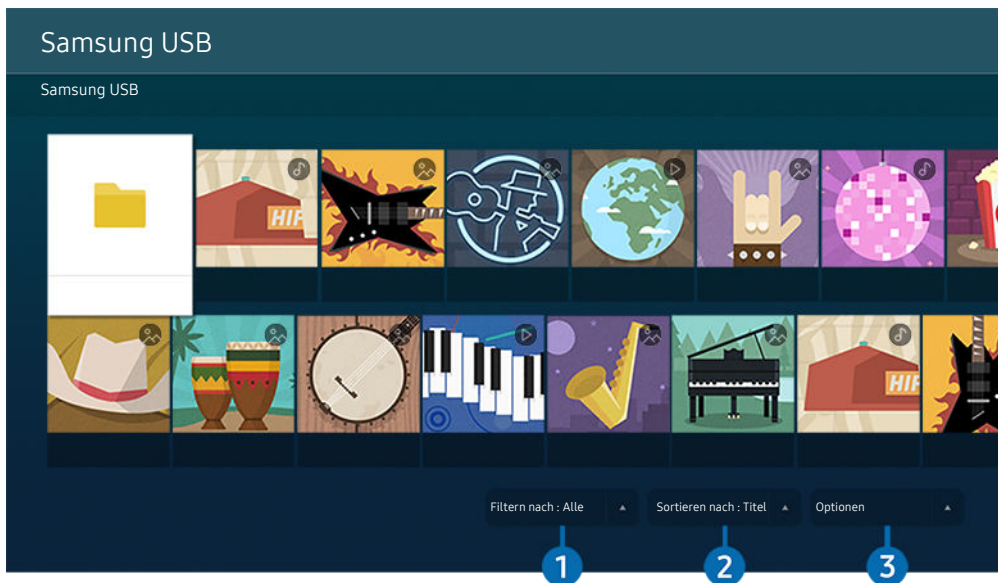 Samsung USB
Samsung USB
HIF
HIF
Filtern nach : Alle
Sortieren nach : Titel
Optionen
1
2
3